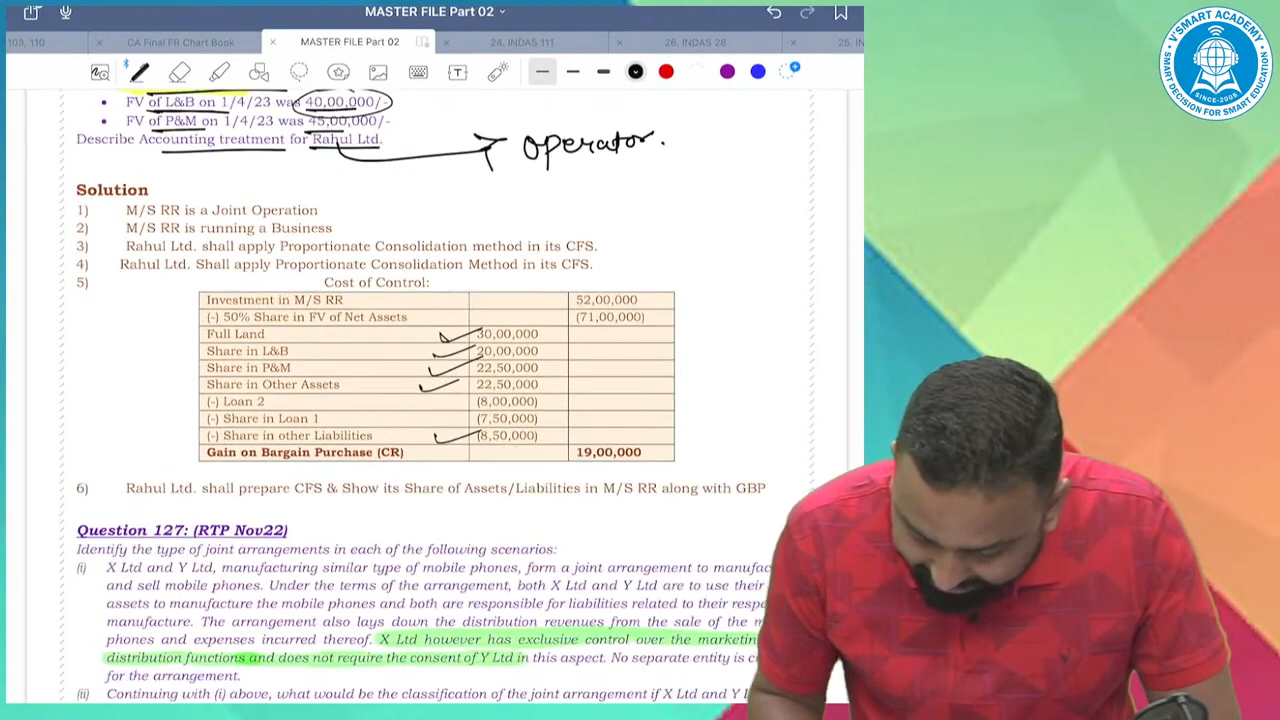 MASTER FILE Part 02
103, 110
CA Final FR Chart Book
MASTER FILE Part 02
24. INDAS 111
26. INDAS 28
25. IN
• FV of L&B on 1/4/23 was 40,00,000/-
• FV of P&M on 1/4/23 was 45,00,000/-
Describe Accounting treatment for Rahul Ltd.
Operator.
Solution
1) M/S RR is a Joint Operation
2) M/S RR is running a Business
3) Rahul Ltd. shall apply Proportionate Consolidation method in its CFS.
4) Rahul Ltd. Shall apply Proportionate Consolidation Method in its CFS.
5) Cost of Control:
Investment in M/S RR 52,00,000
(-) 50% Share in FV of Net Assets (71,00,000)
Full Land 30,00,000
Share in L&B 20,00,000
Share in P&M 22,50,000
Share in Other Assets 22,50,000
(-) Loan 2 (8,00,000)
(-) Share in Loan 1 (7,50,000)
(-) Share in other Liabilities (8,50,000)
Gain on Bargain Purchase (CR) 19,00,000
6) Rahul Ltd. shall prepare CFS & Show its Share of Assets/Liabilities in M/S RR along with GBP
Question 127: (RTP Nov22)
Identify the type of joint arrangements in each of the following scenarios:
(i) X Ltd and Y Ltd, manufacturing similar type of mobile phones, form a joint arrangement to manufac
and sell mobile phones. Under the terms of the arrangement, both X Ltd and Y Ltd are to use their
assets to manufacture the mobile phones and both are responsible for liabilities related to their respe
manufacture. The arrangement also lays down the distribution revenues from the sale of the m
phones and expenses incurred thereof. X Ltd however has exclusive control over the marketin
distribution functions and does not require the consent of Y Ltd in this aspect. No separate entity is c
for the arrangement.
(ii) Continuing with (i) above, what would be the classification of the joint arrangement if X Ltd and Y
V'SMART ACADEMY
SMART DECISION FOR SMART EDUCATION
SINCE-2005